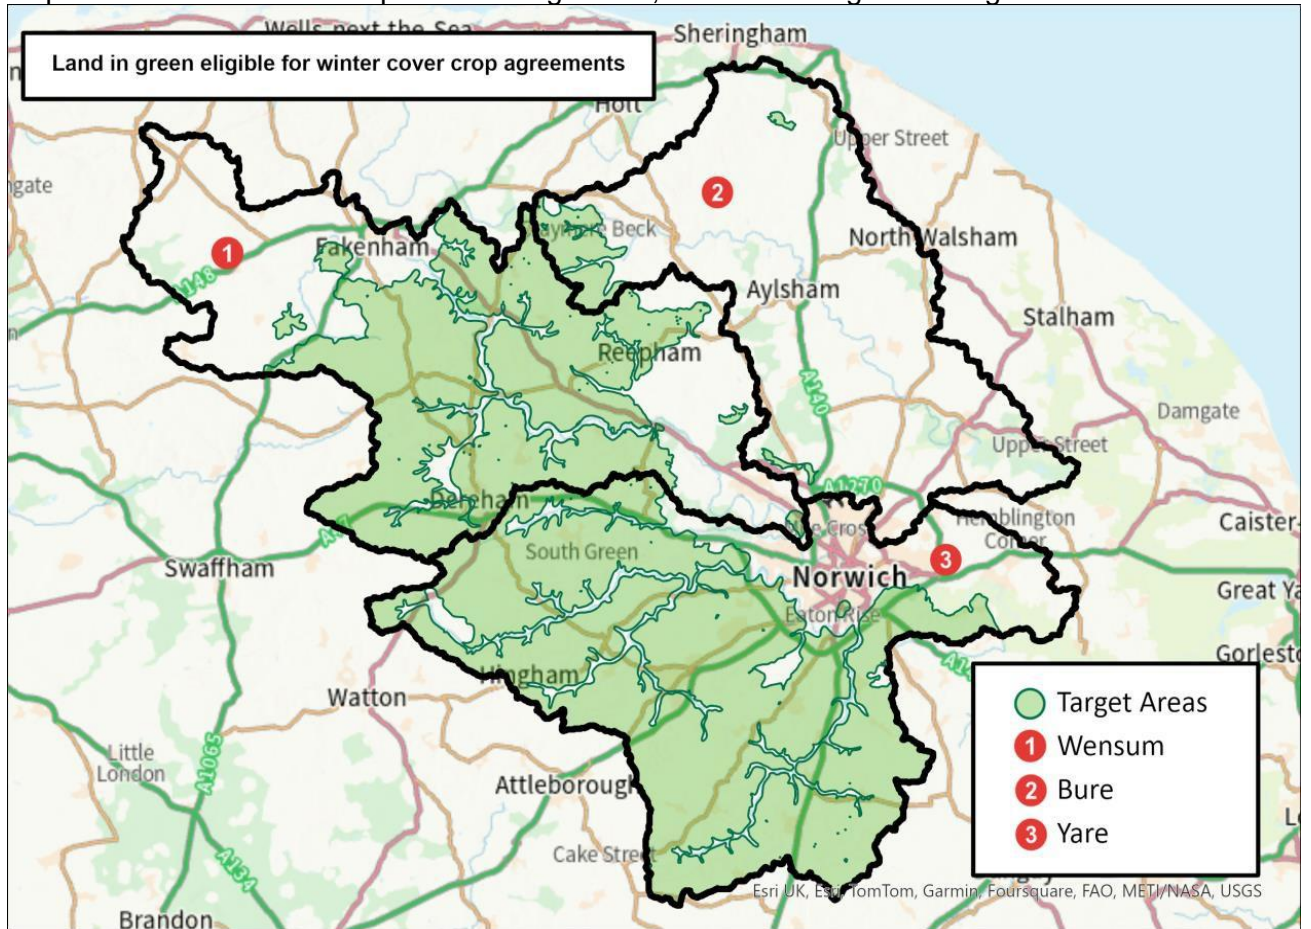 Wells-next-the-Sea
Sheringham
Land in green eligible for winter cover crop agreements
Holt
Upper Street
2
Fakenham
North Walsham
1
A148
Aylsham
Stalham
Reepham
A140
Damgate
Upper Street
Dereham
A1270
Hemblington
Corner
Caister-
South Green
3
Swaffham
Norwich
Great Ya
Eaton Rise
Gorlesto
Hingham
Watton
Target Areas
1 Wensum
2 Bure
3 Yare
Little
London
A1065
Attleborough
Cake Street
A134
Brandon
Esri UK, Esri, TomTom, Garmin, Foursquare, FAO, METI/NASA, USGS